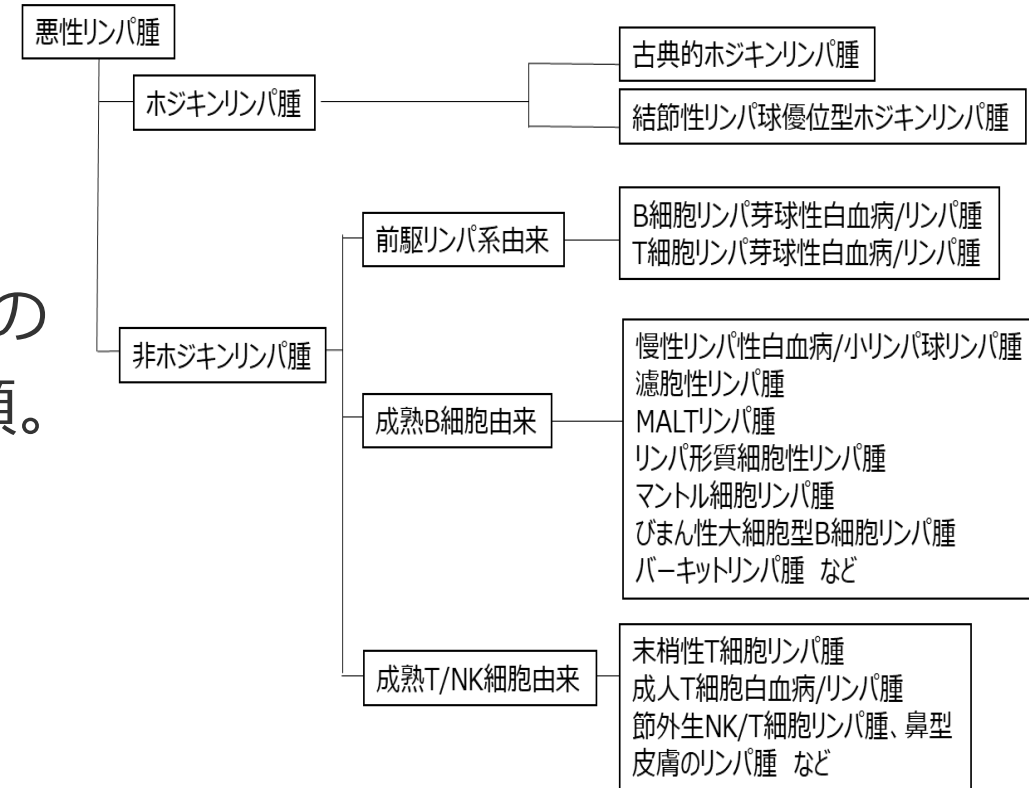 悪性リンパ腫
ホジキンリンパ腫
古典的ホジキンリンパ腫
結節性リンパ球優位型ホジキンリンパ腫
の
類。
非ホジキンリンパ腫
前駆リンパ系由来
B細胞リンパ芽球性白血病/リンパ腫
T細胞リンパ芽球性白血病/リンパ腫
成熟B細胞由来
慢性リンパ性白血病/小リンパ球リンパ腫
濾胞性リンパ腫
MALTリンパ腫
リンパ形質細胞性リンパ腫
マントル細胞リンパ腫
びまん性大細胞型B細胞リンパ腫
バーキットリンパ腫 など
成熟T/NK細胞由来
末梢性T細胞リンパ腫
成人T細胞白血病/リンパ腫
節外生NK/T細胞リンパ腫、鼻型
皮膚のリンパ腫 など